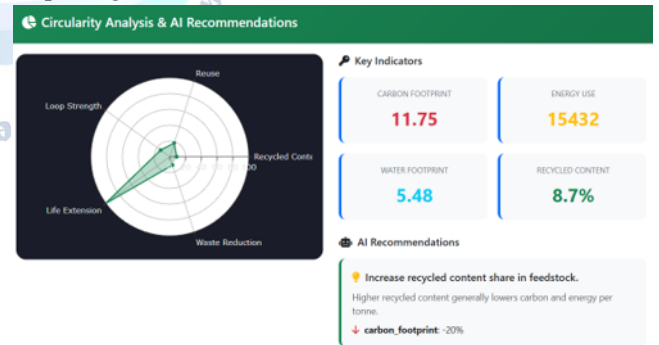 Circularity Analysis & AI Recommendations
Reuse
Loop Strength
Recycled Conte
Life Extension
Waste Reduction
Key Indicators
CARBON FOOTPRINT
11.75
ENERGY USE
15432
WATER FOOTPRINT
5.48
RECYCLED CONTENT
8.7%
AI Recommendations
Increase recycled content share in feedstock.
Higher recycled content generally lowers carbon and energy per
tonne.
↓ carbon_footprint: -20%